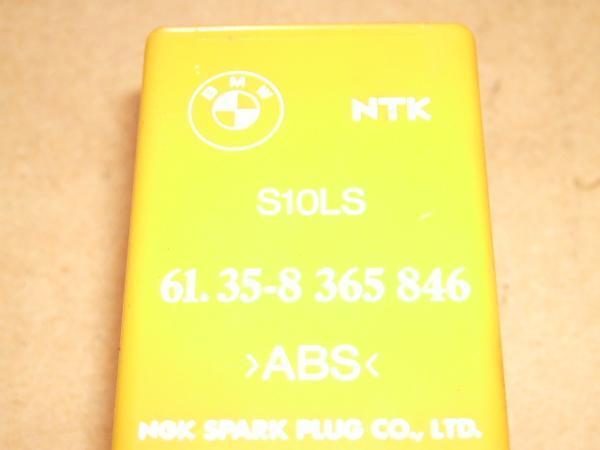 BMW NTK
S10LS
61.35-8 365 846
>ABS<
NGK SPARK PLUG CO., LTD.